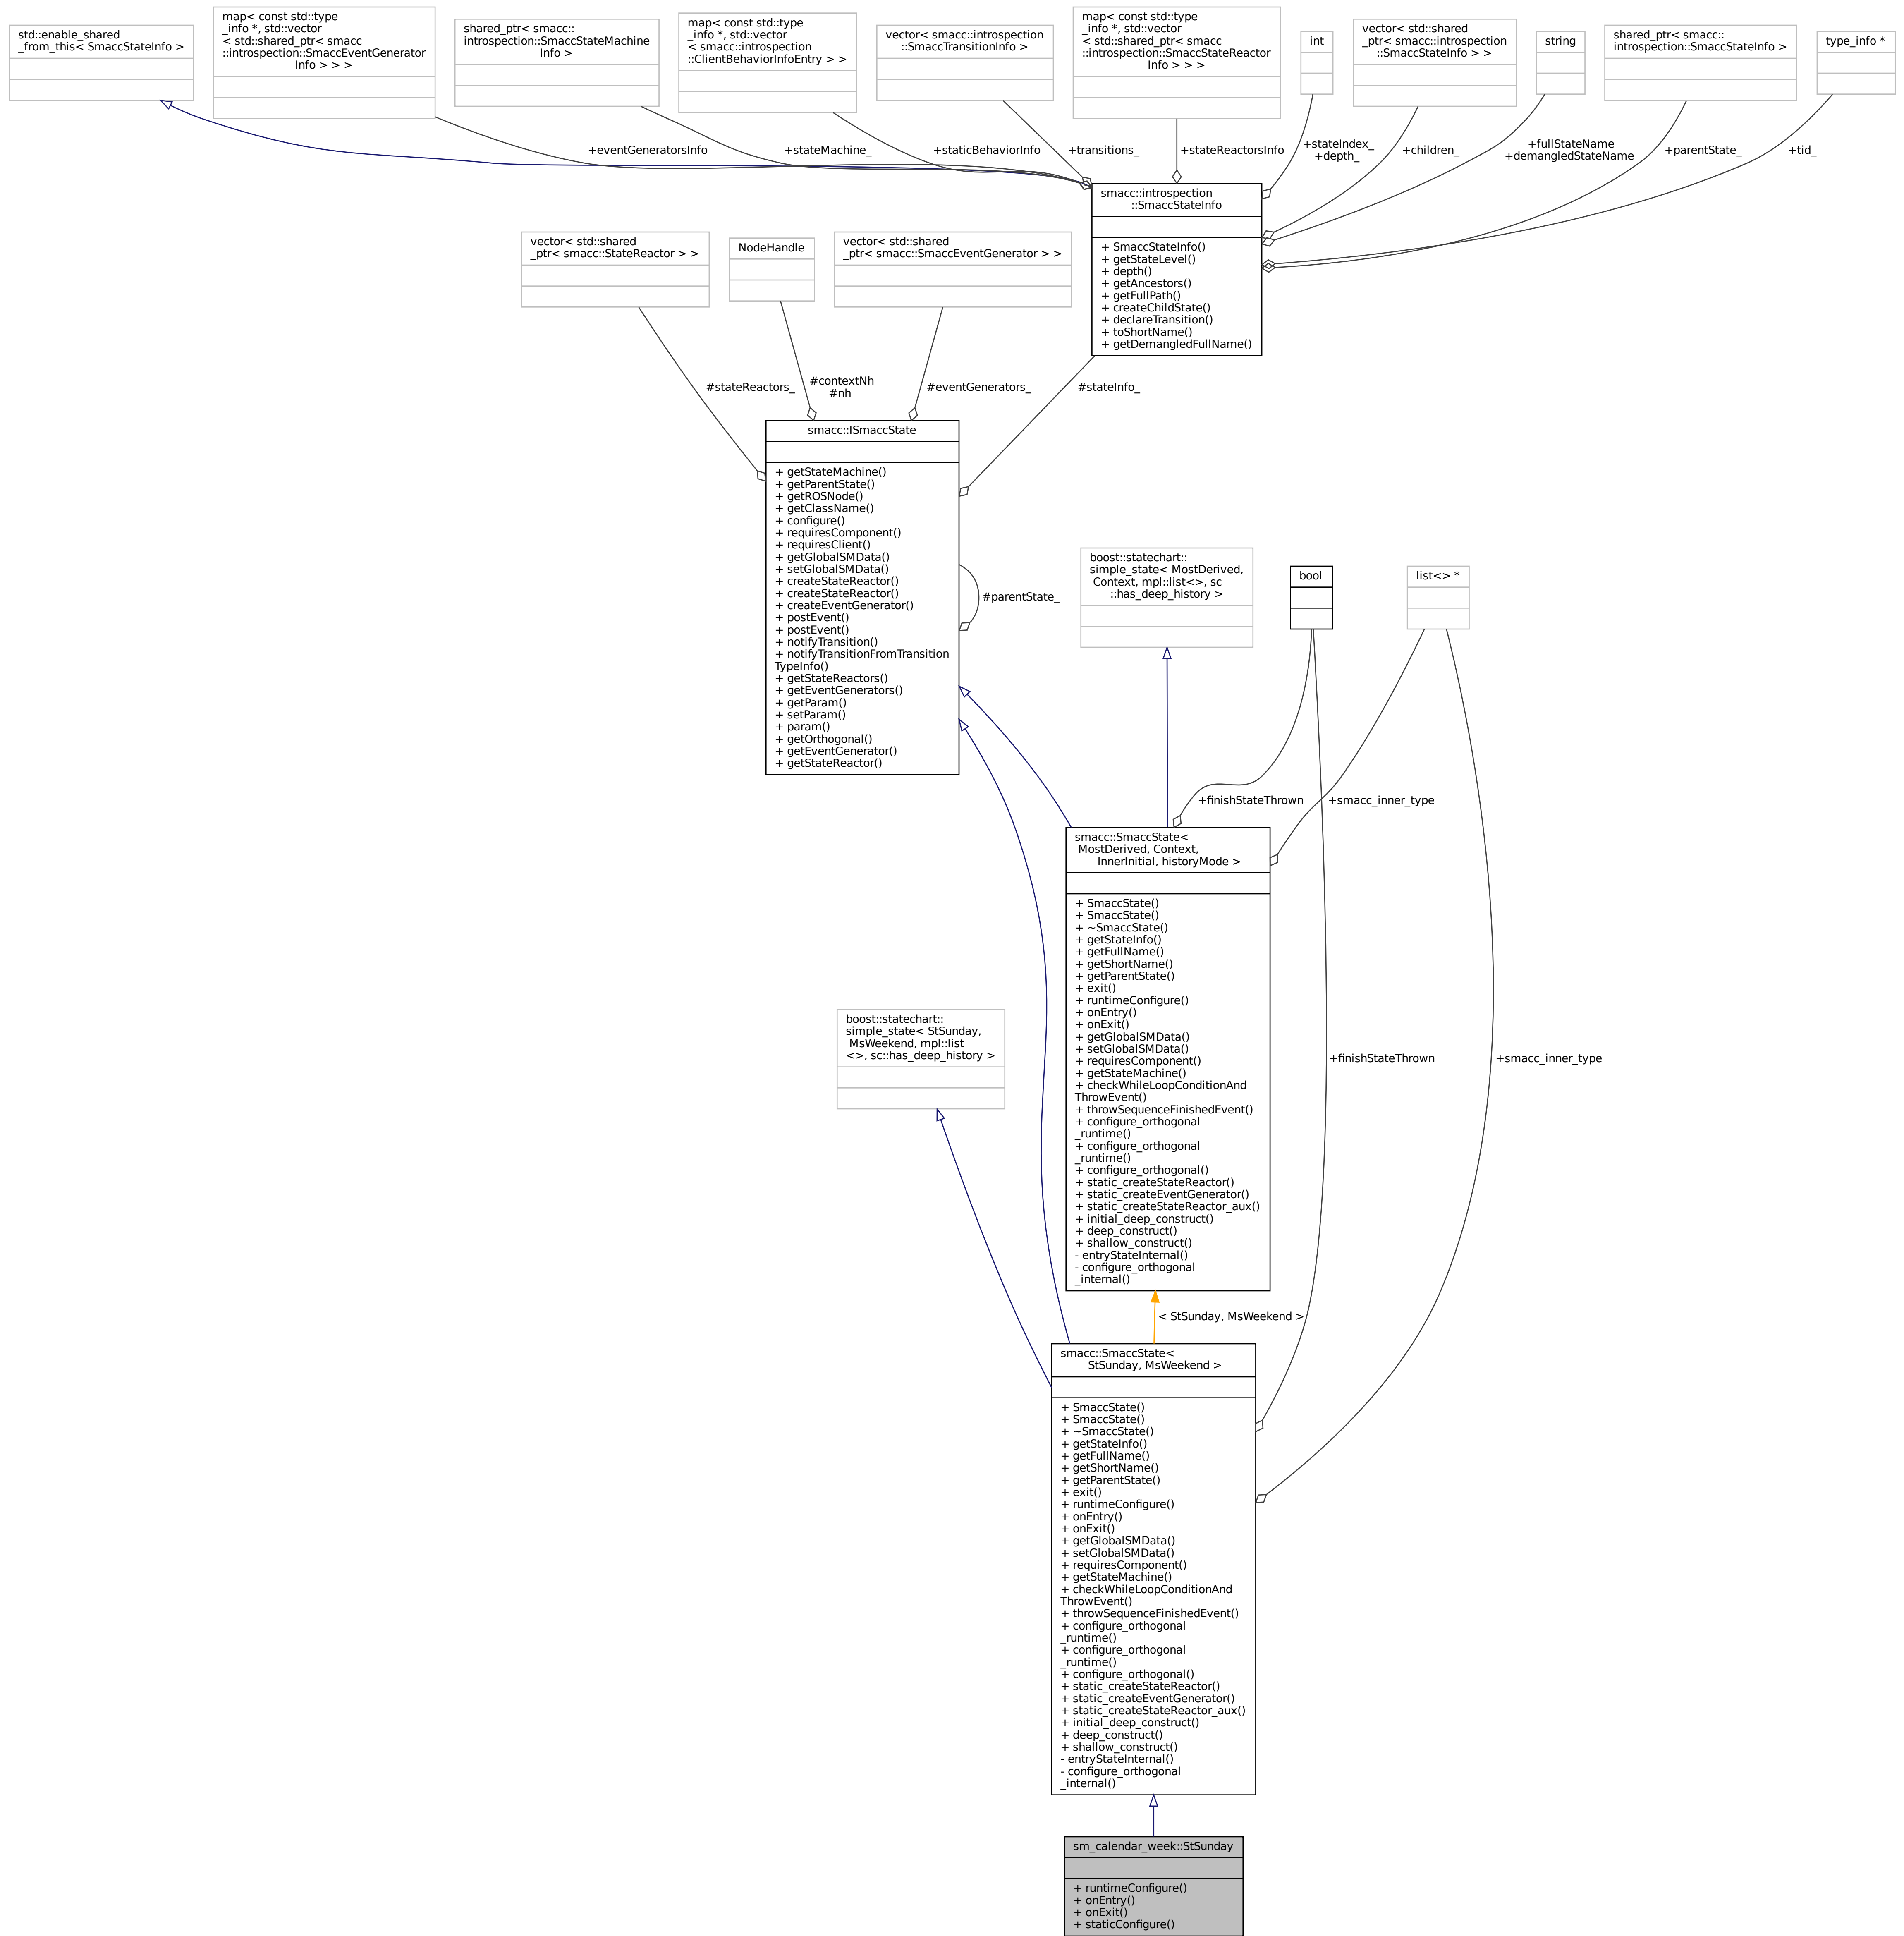 std::enable_shared
_from_this< SmaccStateInfo >
map< const std::type
_info *, std::vector
< std::shared_ptr< smacc
::introspection::SmaccEventGenerator
Info > > >
shared_ptr< smacc::
introspection::SmaccStateMachine
Info >
map< const std::type
_info *, std::vector
< smacc::introspection
::ClientBehaviorInfoEntry > >
vector< smacc::introspection
::SmaccTransitionInfo >
map< const std::type
_info *, std::vector
< std::shared_ptr< smacc
::introspection::SmaccStateReactor
Info > > >
int
vector< std::shared
_ptr< smacc::introspection
::SmaccStateInfo > >
string
shared_ptr< smacc::
introspection::SmaccStateInfo >
type_info *
+eventGeneratorsInfo
+stateMachine_
+staticBehaviorInfo
+transitions_
+stateReactorsInfo
+stateIndex_
+depth_
+children_
+fullStateName
+demangledStateName
+parentState_
+tid_
smacc::introspection
::SmaccStateInfo
+ SmaccStateInfo()
+ getStateLevel()
+ depth()
+ getAncestors()
+ getFullPath()
+ createChildState()
+ declareTransition()
+ toShortName()
+ getDemangledFullName()
vector< std::shared
_ptr< smacc::StateReactor > >
NodeHandle
vector< std::shared
_ptr< smacc::SmaccEventGenerator > >
#stateReactors_
#contextNh
#nh
#eventGenerators_
#stateInfo_
smacc::ISmaccState
+ getStateMachine()
+ getParentState()
+ getROSNode()
+ getClassName()
+ configure()
+ requiresComponent()
+ requiresClient()
+ getGlobalSMData()
+ setGlobalSMData()
+ createStateReactor()
+ createStateReactor()
+ createEventGenerator()
+ postEvent()
+ postEvent()
+ notifyTransition()
+ notifyTransitionFromTransition
TypeInfo()
+ getStateReactors()
+ getEventGenerators()
+ getParam()
+ setParam()
+ param()
+ getOrthogonal()
+ getEventGenerator()
+ getStateReactor()
#parentState_
boost::statechart::
simple_state< MostDerived,
Context, mpl::list<>, sc
::has_deep_history >
bool
list<> *
+finishStateThrown
+smacc_inner_type
smacc::SmaccState<
MostDerived, Context,
InnerInitial, historyMode >
+ SmaccState()
+ SmaccState()
+ ~SmaccState()
+ getStateInfo()
+ getFullName()
+ getShortName()
+ getParentState()
+ exit()
+ runtimeConfigure()
+ onEntry()
+ onExit()
+ getGlobalSMData()
+ setGlobalSMData()
+ requiresComponent()
+ getStateMachine()
+ checkWhileLoopConditionAnd
ThrowEvent()
+ throwSequenceFinishedEvent()
+ configure_orthogonal
_runtime()
+ configure_orthogonal
_runtime()
+ configure_orthogonal()
+ static_createStateReactor()
+ static_createEventGenerator()
+ static_createStateReactor_aux()
+ initial_deep_construct()
+ deep_construct()
+ shallow_construct()
- entryStateInternal()
- configure_orthogonal
_internal()
boost::statechart::
simple_state< StSunday,
MsWeekend, mpl::list
<>, sc::has_deep_history >
+finishStateThrown
+smacc_inner_type
< StSunday, MsWeekend >
smacc::SmaccState<
StSunday, MsWeekend >
+ SmaccState()
+ SmaccState()
+ ~SmaccState()
+ getStateInfo()
+ getFullName()
+ getShortName()
+ getParentState()
+ exit()
+ runtimeConfigure()
+ onEntry()
+ onExit()
+ getGlobalSMData()
+ setGlobalSMData()
+ requiresComponent()
+ getStateMachine()
+ checkWhileLoopConditionAnd
ThrowEvent()
+ throwSequenceFinishedEvent()
+ configure_orthogonal
_runtime()
+ configure_orthogonal
_runtime()
+ configure_orthogonal()
+ static_createStateReactor()
+ static_createEventGenerator()
+ static_createStateReactor_aux()
+ initial_deep_construct()
+ deep_construct()
+ shallow_construct()
- entryStateInternal()
- configure_orthogonal
_internal()
sm_calendar_week::StSunday
+ runtimeConfigure()
+ onEntry()
+ onExit()
+ staticConfigure()